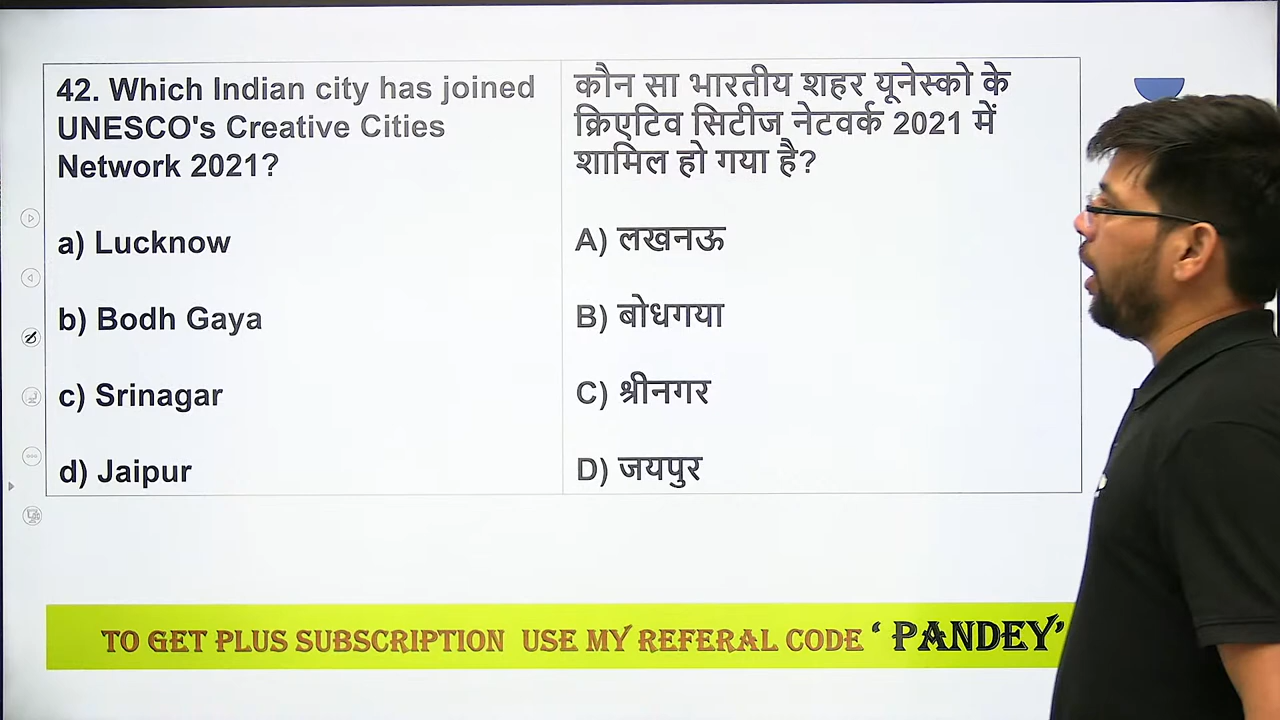 42. Which Indian city has joined
UNESCO's Creative Cities
Network 2021?
a) Lucknow
b) Bodh Gaya
c) Srinagar
d) Jaipur
कौन सा भारतीय शहर यूनेस्को के
क्रिएटिव सिटीज नेटवर्क 2021 में
शामिल हो गया है?
A) लखनऊ
B) बोधगया
C) श्रीनगर
D) जयपुर
TO GET PLUS SUBSCRIPTION USE MY REFERAL CODE ‘ PANDEY’